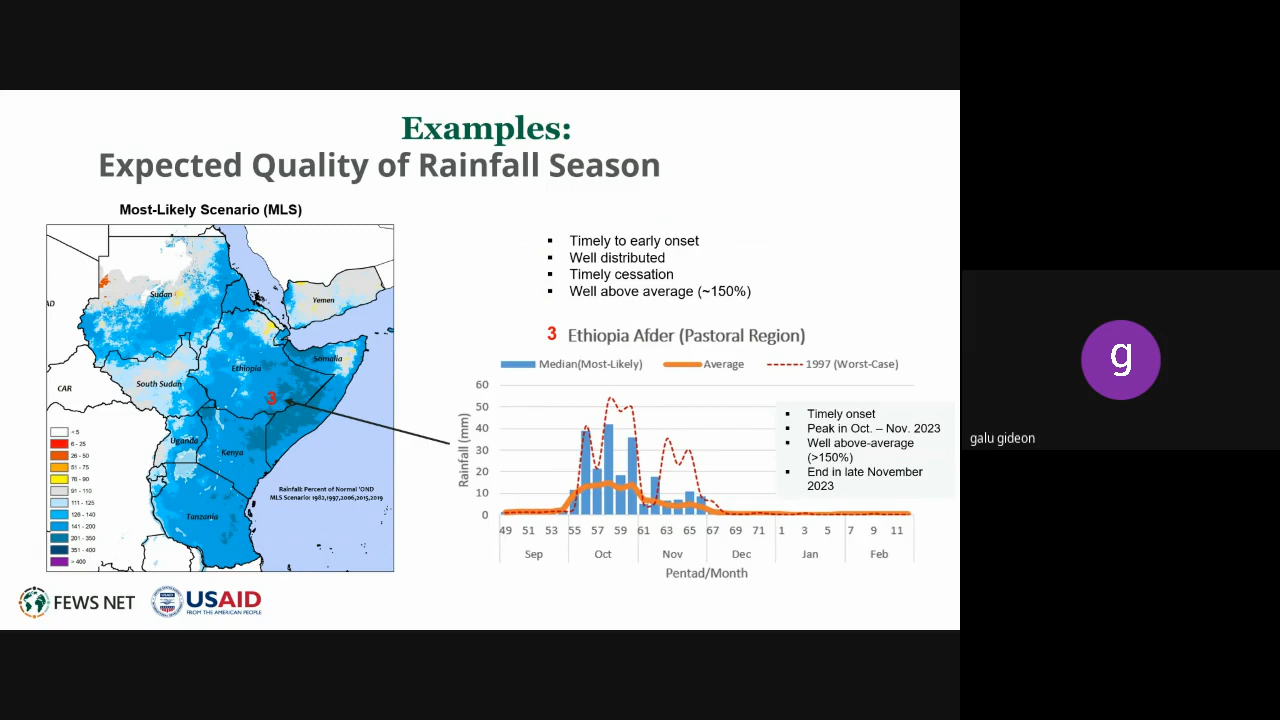 Examples:
Expected Quality of Rainfall Season
Most-Likely Scenario (MLS)
Sudan
Yemen
AD
Somalia
Ethiopia
CAR
South Sudan
3
Uganda
Kenya
Tanzania
< 5
6 - 25
26 - 50
51 - 75
76 - 90
91 - 110
111 - 125
126 - 140
141 - 200
201 - 350
351 - 400
> 400
Rainfall: Percent of Normal 'OND
MLS Scenario: 1982,1997,2006,2015,2019
▪ Timely to early onset
▪ Well distributed
▪ Timely cessation
▪ Well above average (~150%)
3 Ethiopia Afder (Pastoral Region)
Median(Most-Likely) Average 1997 (Worst-Case)
60
50
40
30
20
10
0
Rainfall (mm)
▪ Timely onset
▪ Peak in Oct. – Nov. 2023
▪ Well above-average
(>150%)
▪ End in late November
2023
49 51 53 55 57 59 61 63 65 67 69 71 1 3 5 7 9 11
Sep Oct Nov Dec Jan Feb
Pentad/Month
FEWS NET
USAID
FROM THE AMERICAN PEOPLE
g
galu gideon